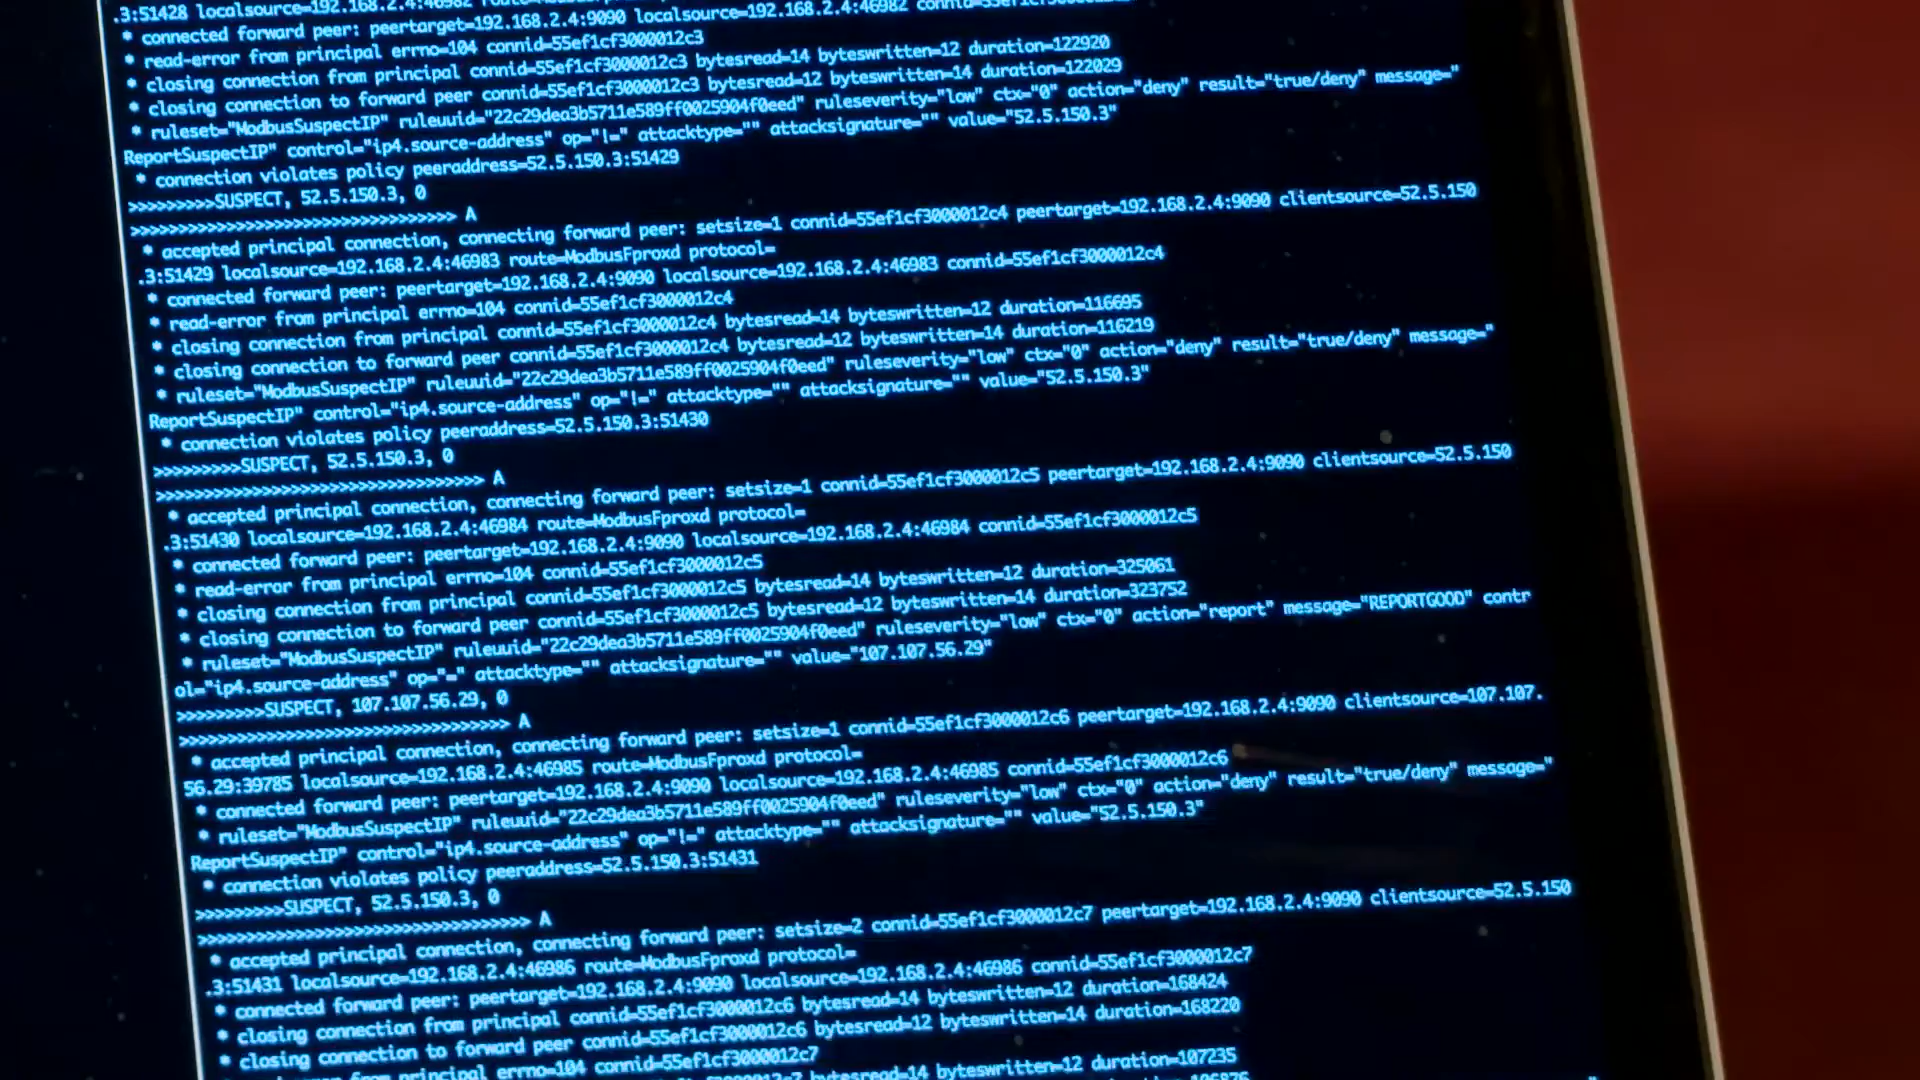 .3:51428 localsource=192.168.2.4:46982
* connected forward peer: peertarget=192.168.2.4:9090 localsource=192.168.2.4:46982
* read-error from principal errno=104 connid=55ef1cf3000012c3
* closing connection from principal connid=55ef1cf3000012c3 bytesread=14 byteswritten=12 duration=122920
* closing connection to forward peer connid=55ef1cf3000012c3 bytesread=12 byteswritten=14 duration=122029
* ruleset="ModbusSuspectIP" ruleuuid="22c29dea3b5711e589ff0025904f0eed" ruleseverity="low" ctx="0" action="deny" result="true/deny" message="
ReportSuspectIP" control="ip4.source-address" op="!=" attacktype="" attacksignature="" value="52.5.150.3"
* connection violates policy peeraddress=52.5.150.3:51429
>>>>>>>>>SUSPECT, 52.5.150.3, 0
>>>>>>>>>>>>>>>>>>>>>>>>>>>>>>>>>> A
* accepted principal connection, connecting forward peer: setsize=1 connid=55ef1cf3000012c4 peertarget=192.168.2.4:9090 clientsource=52.5.150
.3:51429 localsource=192.168.2.4:46983 route=ModbusFproxd protocol=
* connected forward peer: peertarget=192.168.2.4:9090 localsource=192.168.2.4:46983 connid=55ef1cf3000012c4
* read-error from principal errno=104 connid=55ef1cf3000012c4
* closing connection from principal connid=55ef1cf3000012c4 bytesread=14 byteswritten=12 duration=116695
* closing connection to forward peer connid=55ef1cf3000012c4 bytesread=12 byteswritten=14 duration=116219
* ruleset="ModbusSuspectIP" ruleuuid="22c29dea3b5711e589ff0025904f0eed" ruleseverity="low" ctx="0" action="deny" result="true/deny" message="
ReportSuspectIP" control="ip4.source-address" op="!=" attacktype="" attacksignature="" value="52.5.150.3"
* connection violates policy peeraddress=52.5.150.3:51430
>>>>>>>>>SUSPECT, 52.5.150.3, 0
>>>>>>>>>>>>>>>>>>>>>>>>>>>>>>>>>> A
* accepted principal connection, connecting forward peer: setsize=1 connid=55ef1cf3000012c5 peertarget=192.168.2.4:9090 clientsource=52.5.150
.3:51430 localsource=192.168.2.4:46984 route=ModbusFproxd protocol=
* connected forward peer: peertarget=192.168.2.4:9090 localsource=192.168.2.4:46984 connid=55ef1cf3000012c5
* read-error from principal errno=104 connid=55ef1cf3000012c5
* closing connection from principal connid=55ef1cf3000012c5 bytesread=14 byteswritten=12 duration=325061
* closing connection to forward peer connid=55ef1cf3000012c5 bytesread=12 byteswritten=14 duration=323752
* ruleset="ModbusSuspectIP" ruleuuid="22c29dea3b5711e589ff0025904f0eed" ruleseverity="low" ctx="0" action="report" message="REPORTGOOD" contr
ol="ip4.source-address" op="=" attacktype="" attacksignature="" value="107.107.56.29"
>>>>>>>>>SUSPECT, 107.107.56.29, 0
>>>>>>>>>>>>>>>>>>>>>>>>>>>>>>>>>> A
* accepted principal connection, connecting forward peer: setsize=1 connid=55ef1cf3000012c6 peertarget=192.168.2.4:9090 clientsource=107.107.
56.29:39785 localsource=192.168.2.4:46985 route=ModbusFproxd protocol=
* connected forward peer: peertarget=192.168.2.4:9090 localsource=192.168.2.4:46985 connid=55ef1cf3000012c6
* ruleset="ModbusSuspectIP" ruleuuid="22c29dea3b5711e589ff0025904f0eed" ruleseverity="low" ctx="0" action="deny" result="true/deny" message="
ReportSuspectIP" control="ip4.source-address" op="!=" attacktype="" attacksignature="" value="52.5.150.3"
* connection violates policy peeraddress=52.5.150.3:51431
>>>>>>>>>SUSPECT, 52.5.150.3, 0
>>>>>>>>>>>>>>>>>>>>>>>>>>>>>>>>>> A
* accepted principal connection, connecting forward peer: setsize=2 connid=55ef1cf3000012c7 peertarget=192.168.2.4:9090 clientsource=52.5.150
.3:51431 localsource=192.168.2.4:46986 route=ModbusFproxd protocol=
* connected forward peer: peertarget=192.168.2.4:9090 localsource=192.168.2.4:46986 connid=55ef1cf3000012c7
* closing connection from principal connid=55ef1cf3000012c6 bytesread=14 byteswritten=12 duration=168424
* closing connection to forward peer connid=55ef1cf3000012c6 bytesread=12 byteswritten=14 duration=168220
from principal errno=104 connid=55ef1cf3000012c7
bytesread=14 byteswritten=12 duration=107235